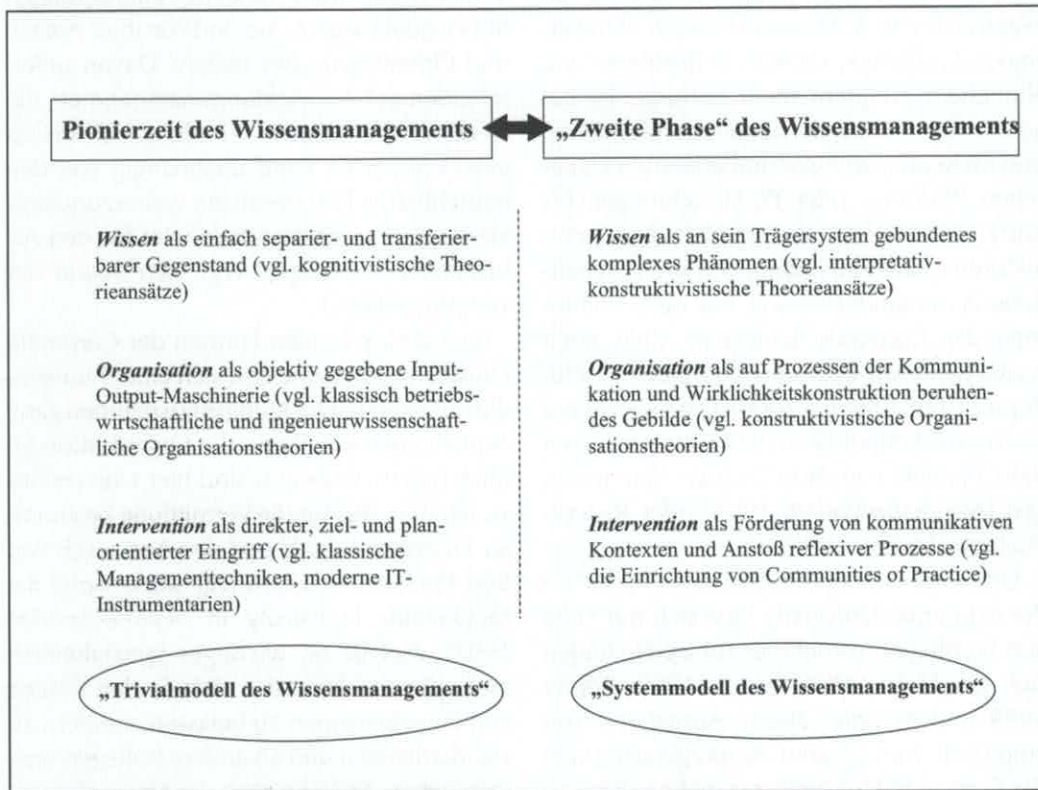 Pionierzeit des Wissensmanagements
„Zweite Phase“ des Wissensmanagements
Wissen als einfach separier- und transferier-
barer Gegenstand (vgl. kognitivistische Theo-
rieansätze)
Organisation als objektiv gegebene Input-
Output-Maschinerie (vgl. klassisch betriebs-
wirtschaftliche und ingenieurwissenschaft-
liche Organisationstheorien)
Intervention als direkter, ziel- und plan-
orientierter Eingriff (vgl. klassische
Managementtechniken, moderne IT-
Instrumentarien)
„Trivialmodell des Wissensmanagements“
Wissen als an sein Trägersystem gebundenes
komplexes Phänomen (vgl. interpretativ-
konstruktivistische Theorieansätze)
Organisation als auf Prozessen der Kommuni-
kation und Wirklichkeitskonstruktion beruhen-
des Gebilde (vgl. konstruktivistische Organi-
sationstheorien)
Intervention als Förderung von kommunikativen
Kontexten und Anstoß reflexiver Prozesse (vgl.
die Einrichtung von Communities of Practice)
„Systemmodell des Wissensmanagements“